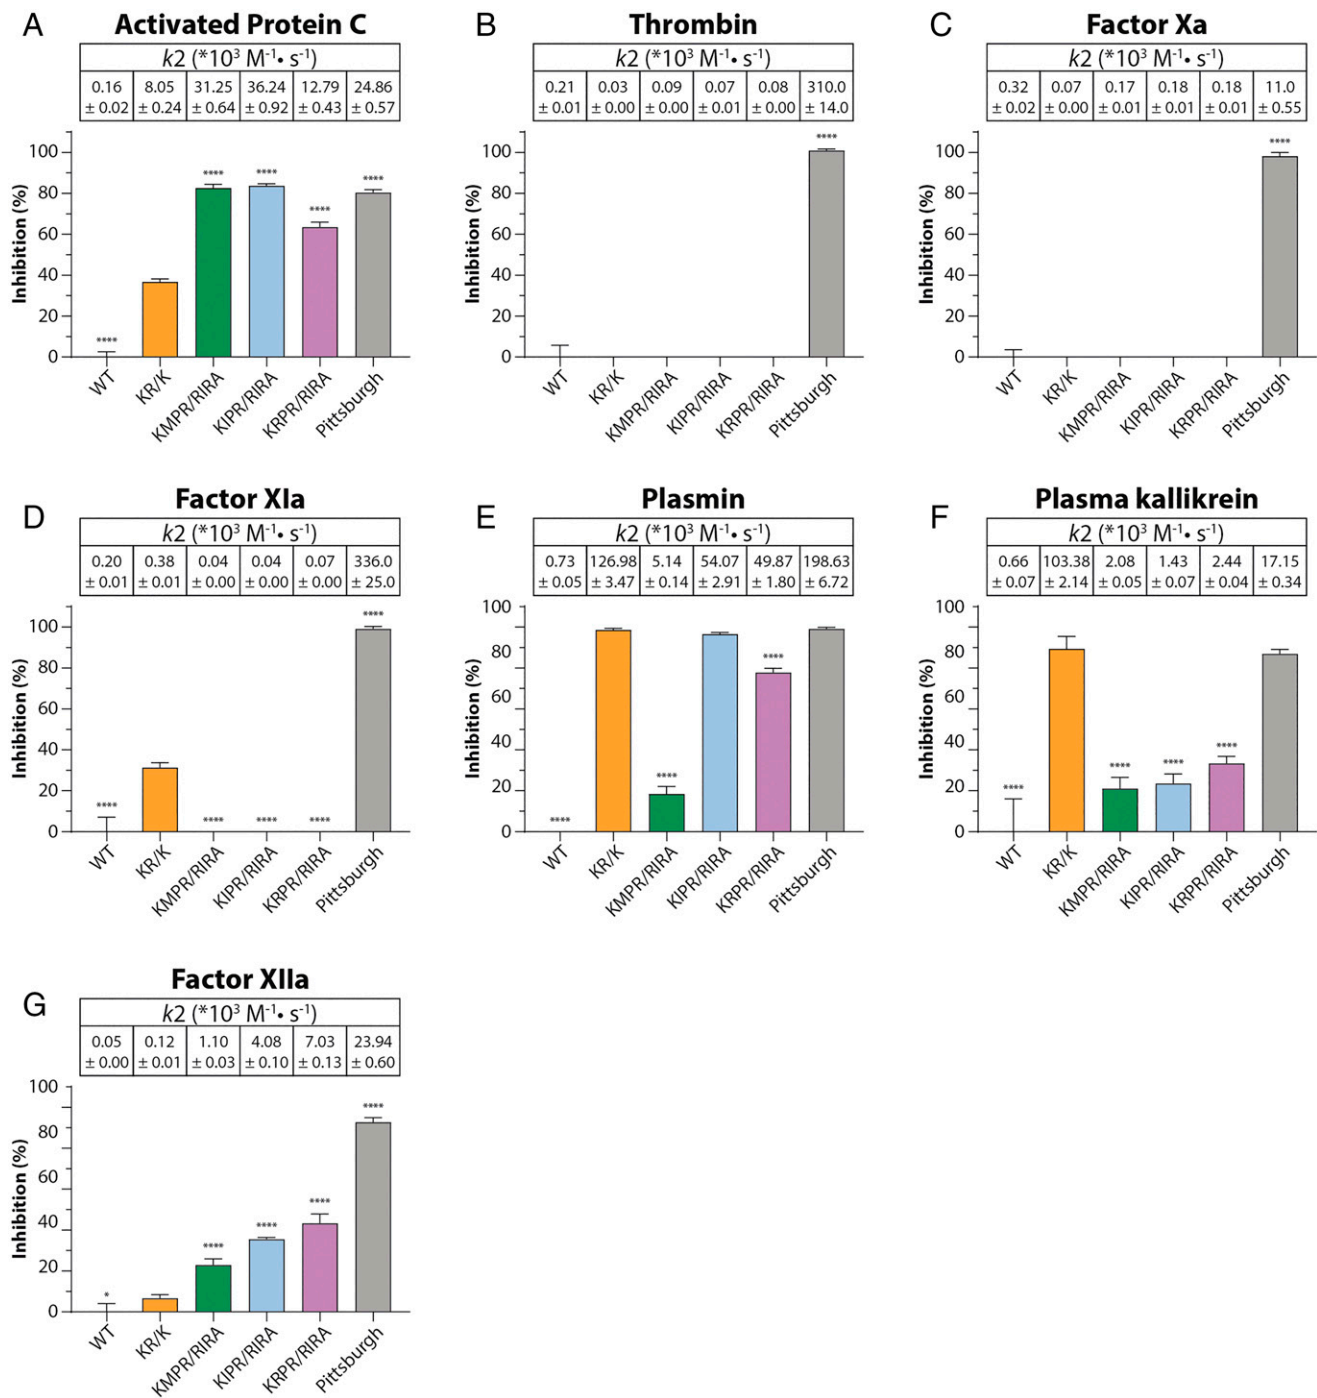 A
Activated Protein C
k2 (*10³ M⁻¹• s⁻¹)
0.16 8.05 31.25 36.24 12.79 24.86
± 0.02 ± 0.24 ± 0.64 ± 0.92 ± 0.43 ± 0.57
Inhibition (%)
100
80
60
40
20
0
****
****
****
****
****
WT
KR/K
KMPR/RIRA
KIPR/RIRA
KRPR/RIRA
Pittsburgh
B
Thrombin
k2 (*10³ M⁻¹• s⁻¹)
0.21 0.03 0.09 0.07 0.08 310.0
± 0.01 ± 0.00 ± 0.00 ± 0.01 ± 0.00 ± 14.0
Inhibition (%)
100
80
60
40
20
0
****
WT
KR/K
KMPR/RIRA
KIPR/RIRA
KRPR/RIRA
Pittsburgh
C
Factor Xa
k2 (*10³ M⁻¹• s⁻¹)
0.32 0.07 0.17 0.18 0.18 11.0
± 0.02 ± 0.00 ± 0.01 ± 0.01 ± 0.01 ± 0.55
Inhibition (%)
100
80
60
40
20
0
****
WT
KR/K
KMPR/RIRA
KIPR/RIRA
KRPR/RIRA
Pittsburgh
D
Factor XIa
k2 (*10³ M⁻¹• s⁻¹)
0.20 0.38 0.04 0.04 0.07 336.0
± 0.01 ± 0.01 ± 0.00 ± 0.00 ± 0.00 ± 25.0
Inhibition (%)
100
80
60
40
20
0
****
****
****
****
****
WT
KR/K
KMPR/RIRA
KIPR/RIRA
KRPR/RIRA
Pittsburgh
E
Plasmin
k2 (*10³ M⁻¹• s⁻¹)
0.73 126.98 5.14 54.07 49.87 198.63
± 0.05 ± 3.47 ± 0.14 ± 2.91 ± 1.80 ± 6.72
Inhibition (%)
100
80
60
40
20
0
****
****
****
WT
KR/K
KMPR/RIRA
KIPR/RIRA
KRPR/RIRA
Pittsburgh
F
Plasma kallikrein
k2 (*10³ M⁻¹• s⁻¹)
0.66 103.38 2.08 1.43 2.44 17.15
± 0.07 ± 2.14 ± 0.05 ± 0.07 ± 0.04 ± 0.34
Inhibition (%)
100
80
60
40
20
0
****
****
****
****
WT
KR/K
KMPR/RIRA
KIPR/RIRA
KRPR/RIRA
Pittsburgh
G
Factor XIIa
k2 (*10³ M⁻¹• s⁻¹)
0.05 0.12 1.10 4.08 7.03 23.94
± 0.00 ± 0.01 ± 0.03 ± 0.10 ± 0.13 ± 0.60
Inhibition (%)
100
80
60
40
20
0
*
****
****
****
****
WT
KR/K
KMPR/RIRA
KIPR/RIRA
KRPR/RIRA
Pittsburgh